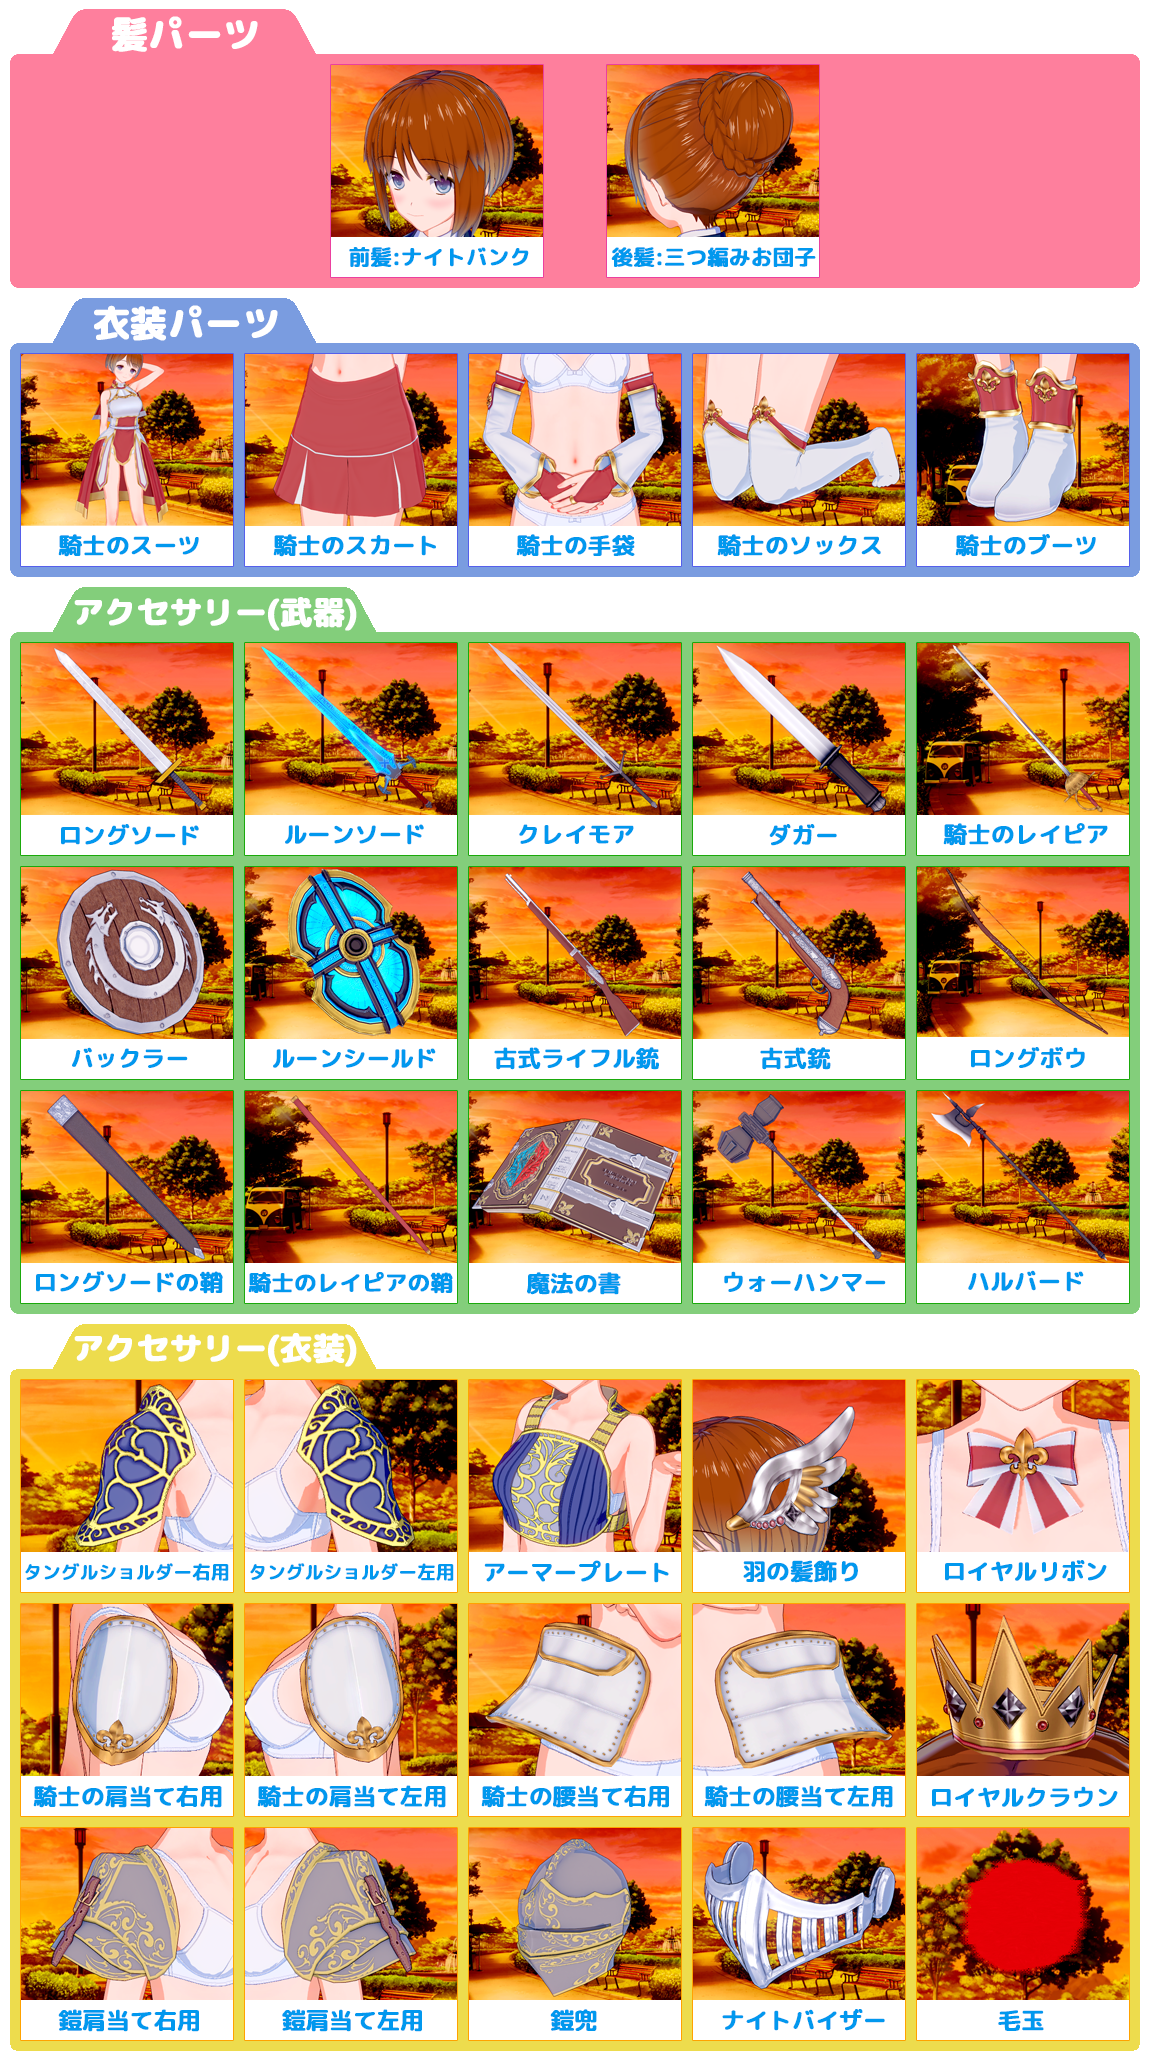 髪パーツ
前髪:ナイトバンク
後髪:三つ編みお団子
衣装パーツ
騎士のスーツ
騎士のスカート
騎士の手袋
騎士のソックス
騎士のブーツ
アクセサリー(武器)
ロングソード
ルーンソード
クレイモア
ダガー
騎士のレイピア
バックラー
ルーンシールド
古式ライフル銃
古式銃
ロングボウ
ロングソードの鞘
騎士のレイピアの鞘
魔法の書
ウォーハンマー
ハルバード
アクセサリー(衣装)
タングルショルダー右用
タングルショルダー左用
アーマープレート
羽の髪飾り
ロイヤルリボン
騎士の肩当て右用
騎士の肩当て左用
騎士の腰当て右用
騎士の腰当て左用
ロイヤルクラウン
鎧肩当て右用
鎧肩当て左用
鎧兜
ナイトバイザー
毛玉